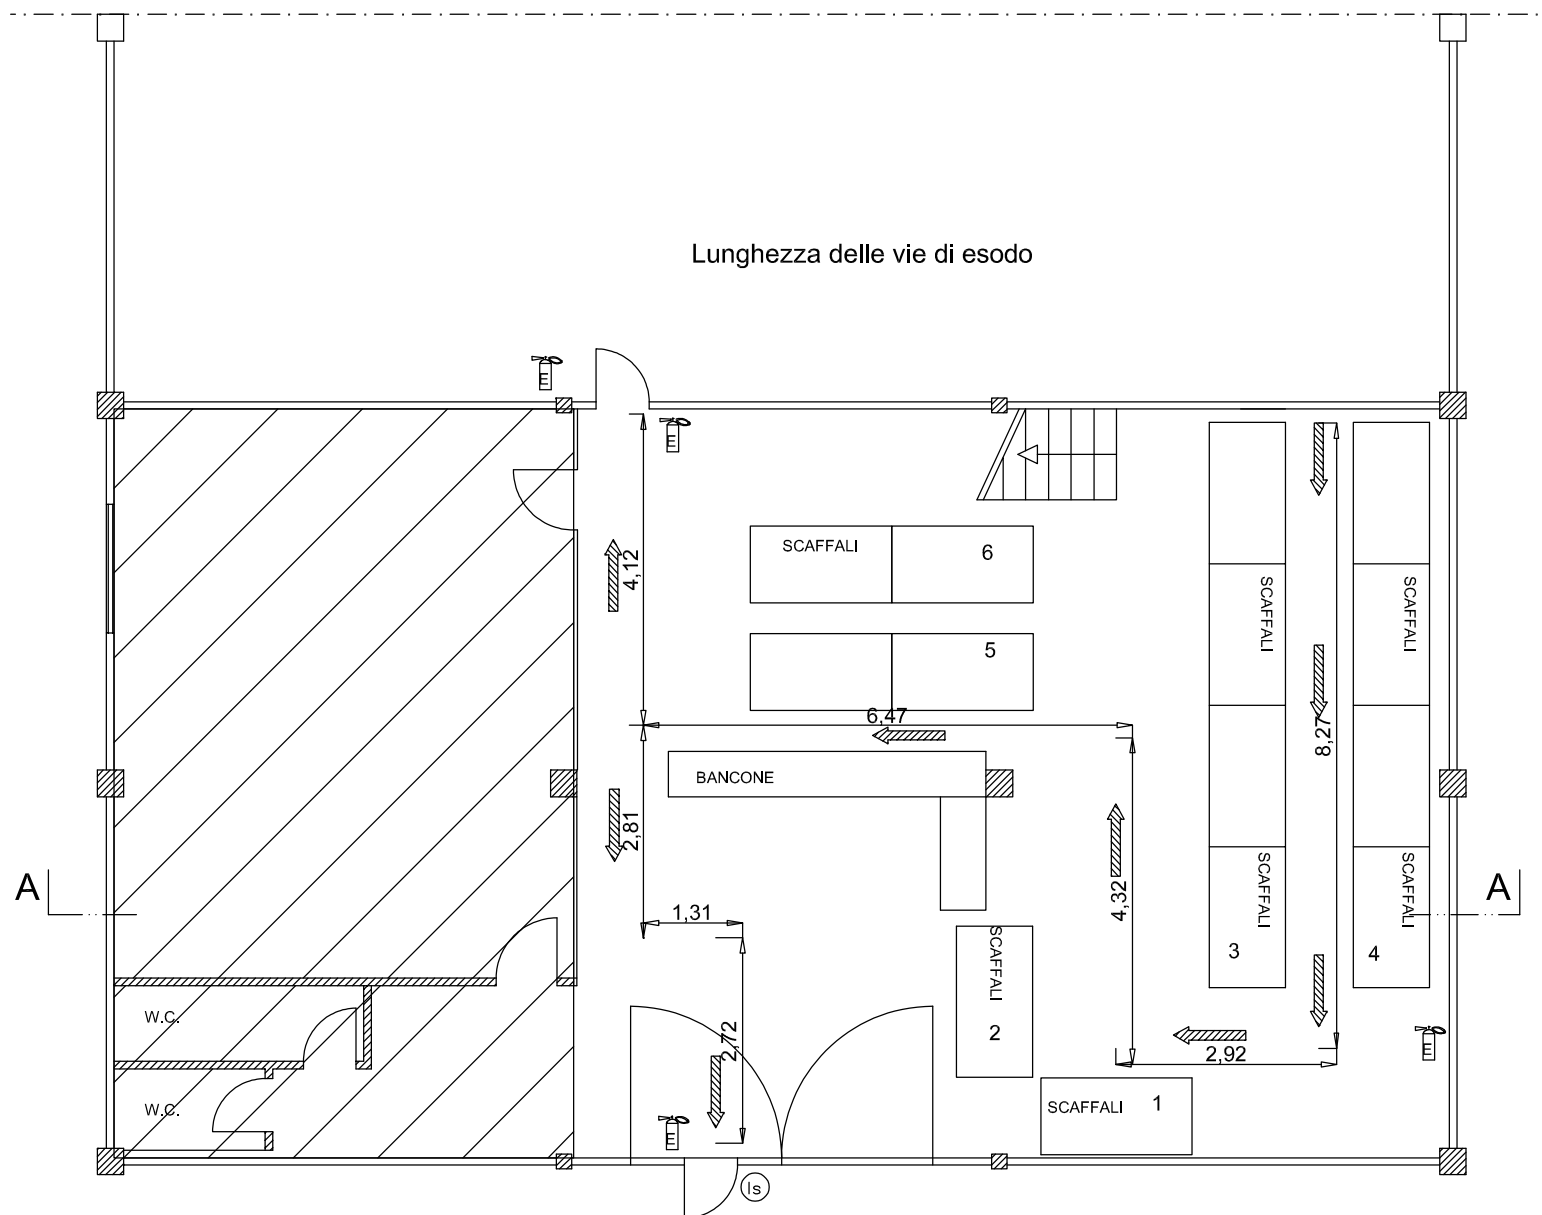 Lunghezza delle vie di esodo
E
E
SCAFFALI
6
4,12
SCAFFALI
SCAFFALI
5
6,47
8,27
BANCONE
2,81
A
A
4,32
SCAFFALI
SCAFFALI
1,31
SCAFFALI
3
4
W.C.
2
2,72
2,92
E
W.C.
SCAFFALI
1
E
Is